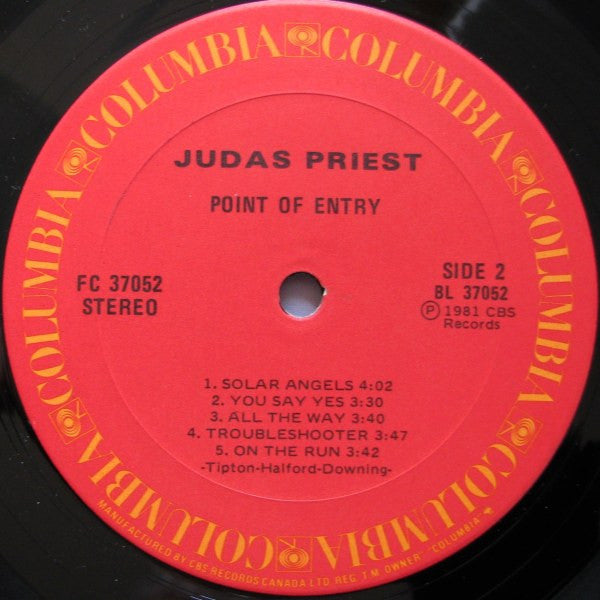 COLUMBIA COLUMBIA COLUMBIA COLUMBIA COLUMBIA COLUMBIA COLUMBIA COLUMBIA
JUDAS PRIEST
POINT OF ENTRY
FC 37052
STEREO
SIDE 2
BL 37052
Ⓟ 1981 CBS
Records
1. SOLAR ANGELS 4:02
2. YOU SAY YES 3:30
3. ALL THE WAY 3:40
4. TROUBLESHOOTER 3:47
5. ON THE RUN 3:42
-Tipton-Halford-Downing-
MANUFACTURED BY CBS RECORDS CANADA LTD REG. T.M. OWNER-"COLUMBIA"